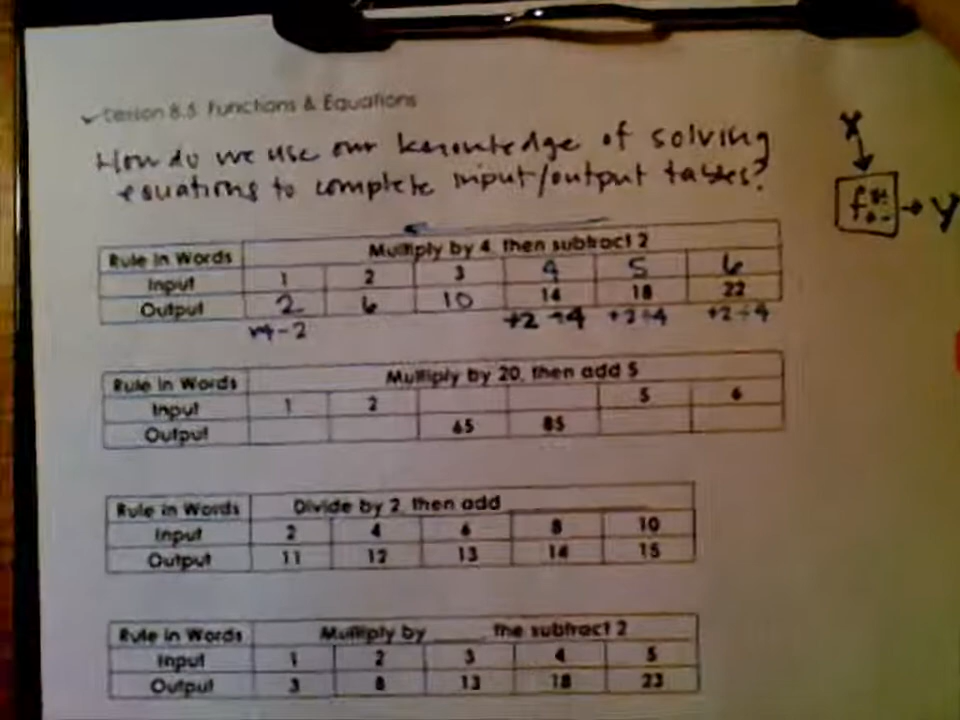 Lesson 8.5 Functions & Equations
How do we use our knowledge of solving
equations to complete input/output tables?
X
f
→ Y
Rule in Words Multiply by 4, then subtract 2
Input 1 2 3 4 5 6
Output 2 6 10 14 18 22
×4-2 +2 ÷4 +2÷4 +2÷4
Rule in Words Multiply by 20, then add 5
Input 1 2 5 6
Output 65 85
Rule in Words Divide by 2, then add ________
Input 2 4 6 8 10
Output 11 12 13 14 15
Rule in Words Multiply by ____ the subtract 2
Input 1 2 3 4 5
Output 3 8 13 18 23